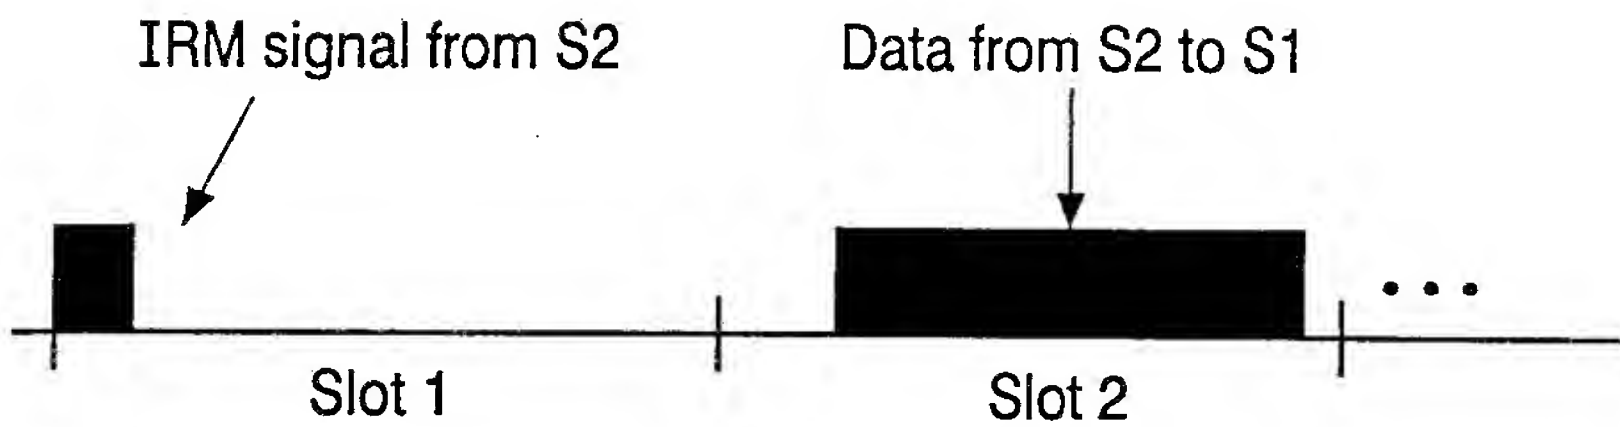 IRM signal from S2
Data from S2 to S1
Slot 1
Slot 2